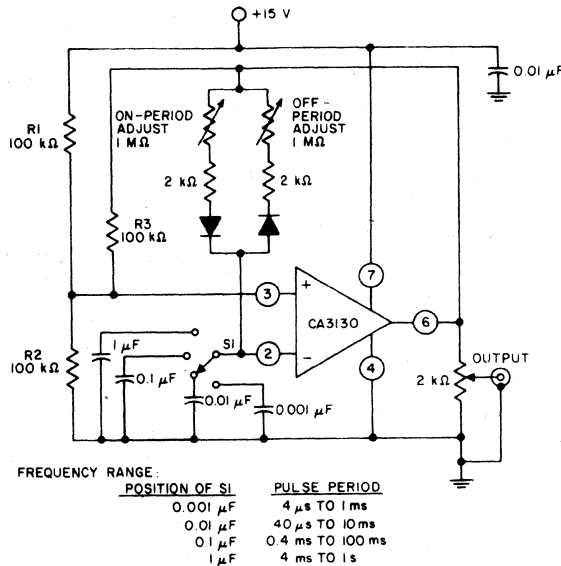 +15 V
0.01 µF
R1
100 kΩ
ON-PERIOD
ADJUST
1 MΩ
OFF-
PERIOD
ADJUST
1 MΩ
2 kΩ
2 kΩ
R3
100 kΩ
7
3
+
CA3130
6
R2
100 kΩ
1 µF
S1
2
−
4
OUTPUT
2 kΩ
0.1 µF
0.01 µF
0.001 µF
FREQUENCY RANGE:
POSITION OF S1 PULSE PERIOD
0.001 µF 4 µs TO 1 ms
0.01 µF 40 µs TO 10 ms
0.1 µF 0.4 ms TO 100 ms
1 µF 4 ms TO 1 s